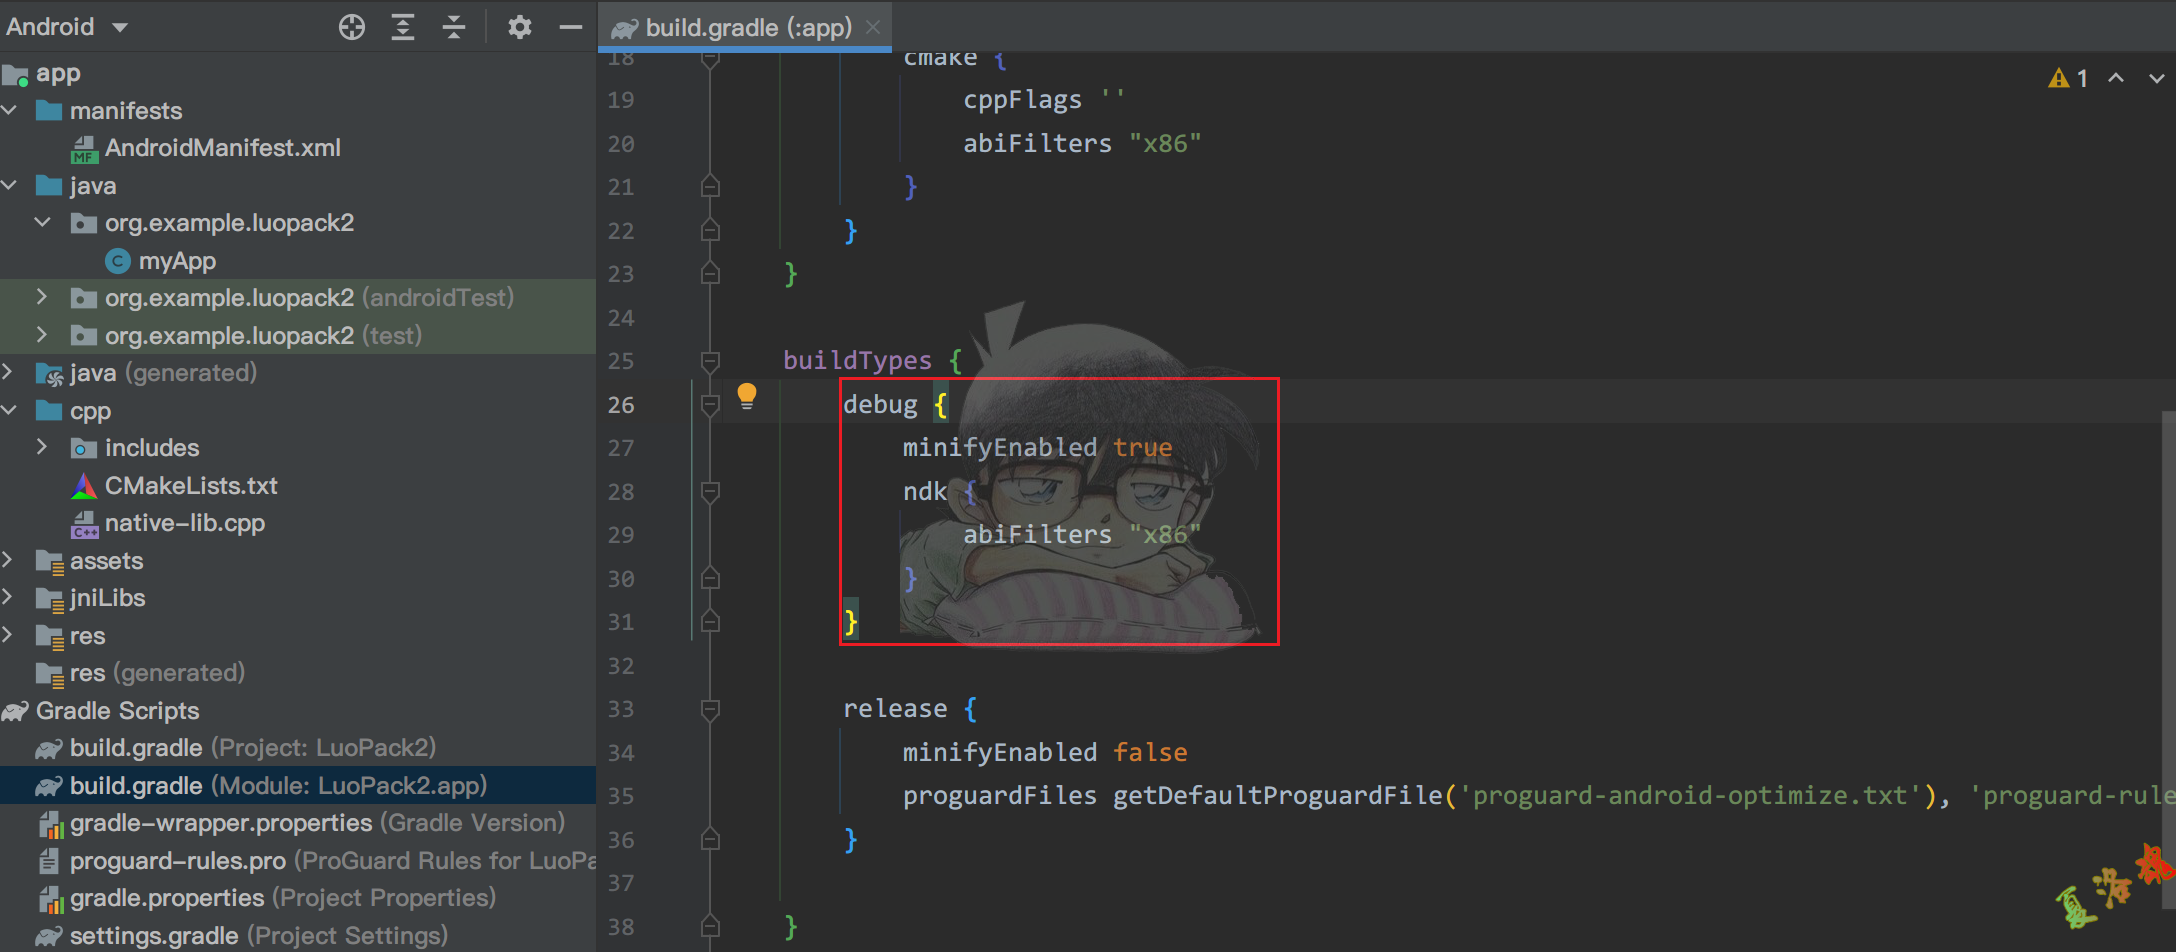 Android
app
manifests
AndroidManifest.xml
java
org.example.luopack2
myApp
org.example.luopack2 (androidTest)
org.example.luopack2 (test)
java (generated)
cpp
includes
CMakeLists.txt
native-lib.cpp
assets
jniLibs
res
res (generated)
Gradle Scripts
build.gradle (Project: LuoPack2)
build.gradle (Module: LuoPack2.app)
gradle-wrapper.properties (Gradle Version)
proguard-rules.pro (ProGuard Rules for LuoPa
gradle.properties (Project Properties)
settings.gradle (Project Settings)
build.gradle (:app)
1
18 cmake {
19 cppFlags ''
20 abiFilters "x86"
21 }
22 }
23 }
24
25 buildTypes {
26 debug {
27 minifyEnabled true
28 ndk {
29 abiFilters "x86"
30 }
31 }
32
33 release {
34 minifyEnabled false
35 proguardFiles getDefaultProguardFile('proguard-android-optimize.txt'), 'proguard-rule
36 }
37
38 }